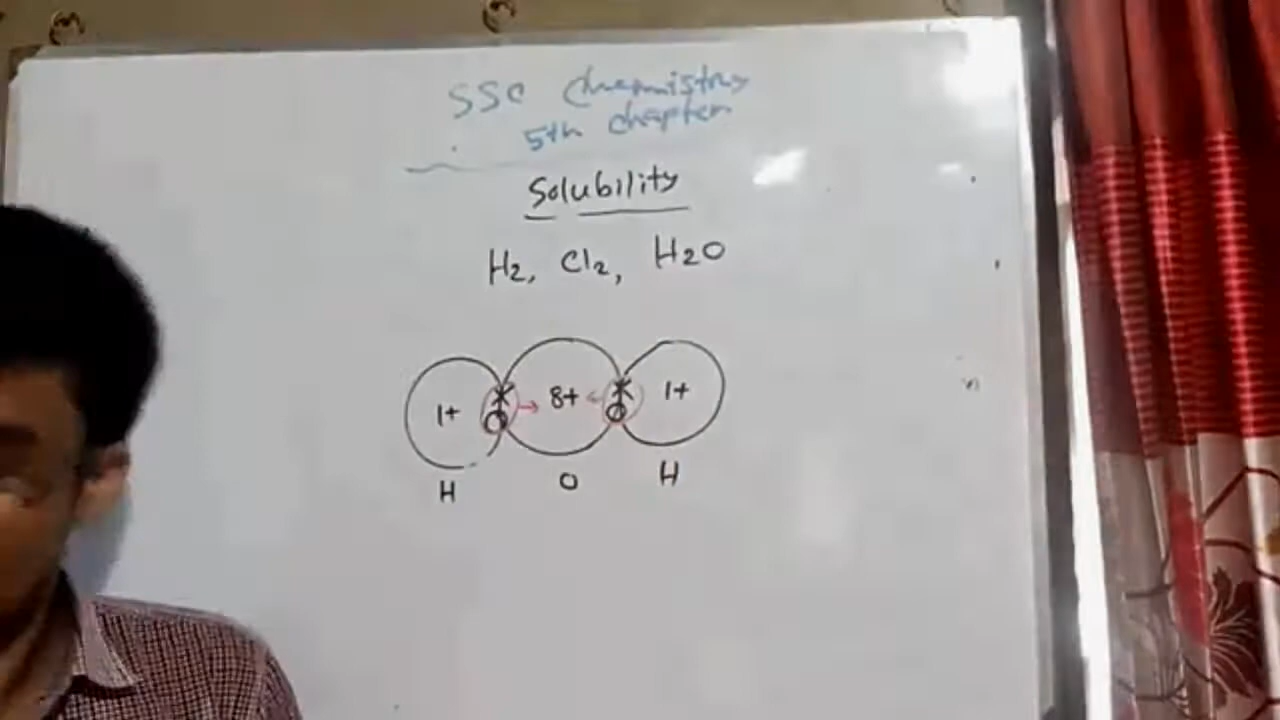 SSC Chemistry
5th chapter
Solubility
H₂, Cl₂, H₂O
1+ 8+ 1+
H O H